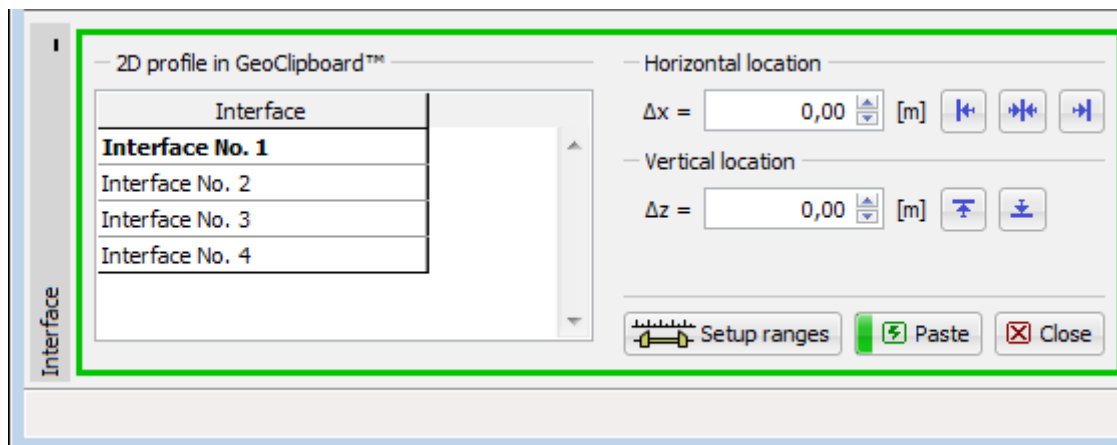 2D profile in GeoClipboard™
Interface
Interface No. 1
Interface No. 2
Interface No. 3
Interface No. 4
Horizontal location
Δx = 0,00 [m]
Vertical location
Δz = 0,00 [m]
Setup ranges Paste Close
Interface